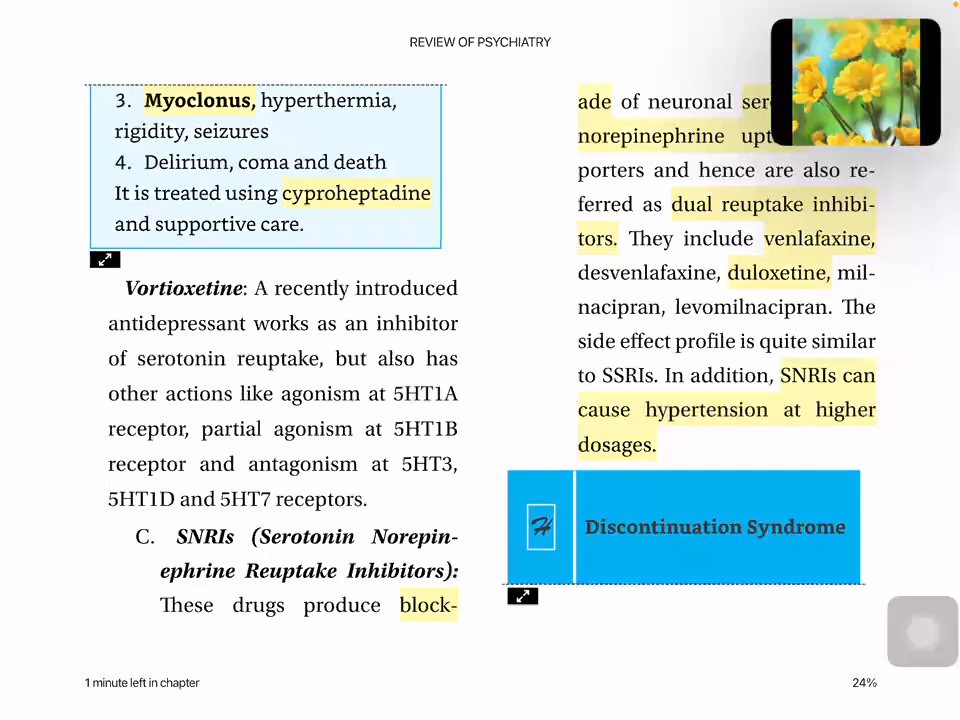 REVIEW OF PSYCHIATRY
3. Myoclonus, hyperthermia,
rigidity, seizures
4. Delirium, coma and death
It is treated using cyproheptadine
and supportive care.
Vortioxetine: A recently introduced
antidepressant works as an inhibitor
of serotonin reuptake, but also has
other actions like agonism at 5HT1A
receptor, partial agonism at 5HT1B
receptor and antagonism at 5HT3,
5HT1D and 5HT7 receptors.
C. SNRIs (Serotonin Norepin-
ephrine Reuptake Inhibitors):
These drugs produce block-
ade of neuronal
norepinephrine
porters and hence are also re-
ferred as dual reuptake inhibi-
tors. They include venlafaxine,
desvenlafaxine, duloxetine, mil-
nacipran, levomilnacipran. The
side effect profile is quite similar
to SSRIs. In addition, SNRIs can
cause hypertension at higher
dosages.
H
Discontinuation Syndrome
1 minute left in chapter
24%